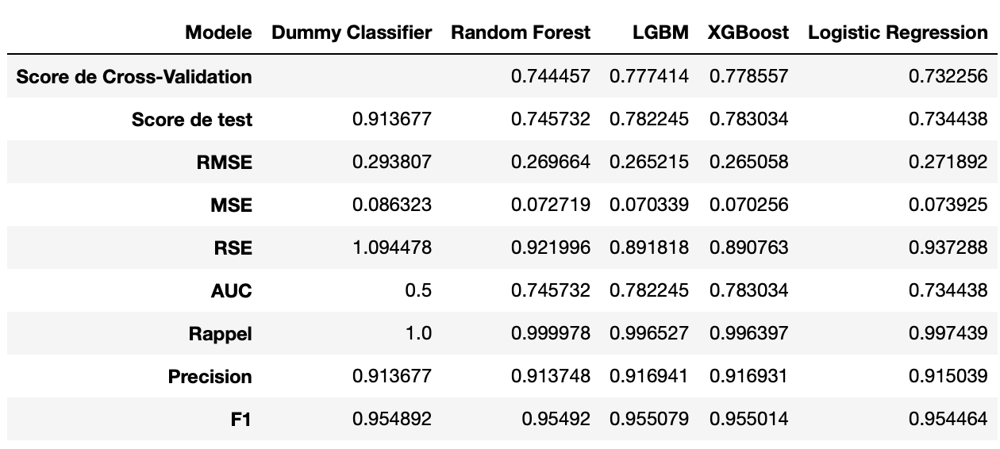 Modele Dummy Classifier Random Forest LGBM XGBoost Logistic Regression
Score de Cross-Validation 0.744457 0.777414 0.778557 0.732256
Score de test 0.913677 0.745732 0.782245 0.783034 0.734438
RMSE 0.293807 0.269664 0.265215 0.265058 0.271892
MSE 0.086323 0.072719 0.070339 0.070256 0.073925
RSE 1.094478 0.921996 0.891818 0.890763 0.937288
AUC 0.5 0.745732 0.782245 0.783034 0.734438
Rappel 1.0 0.999978 0.996527 0.996397 0.997439
Precision 0.913677 0.913748 0.916941 0.916931 0.915039
F1 0.954892 0.95492 0.955079 0.955014 0.954464